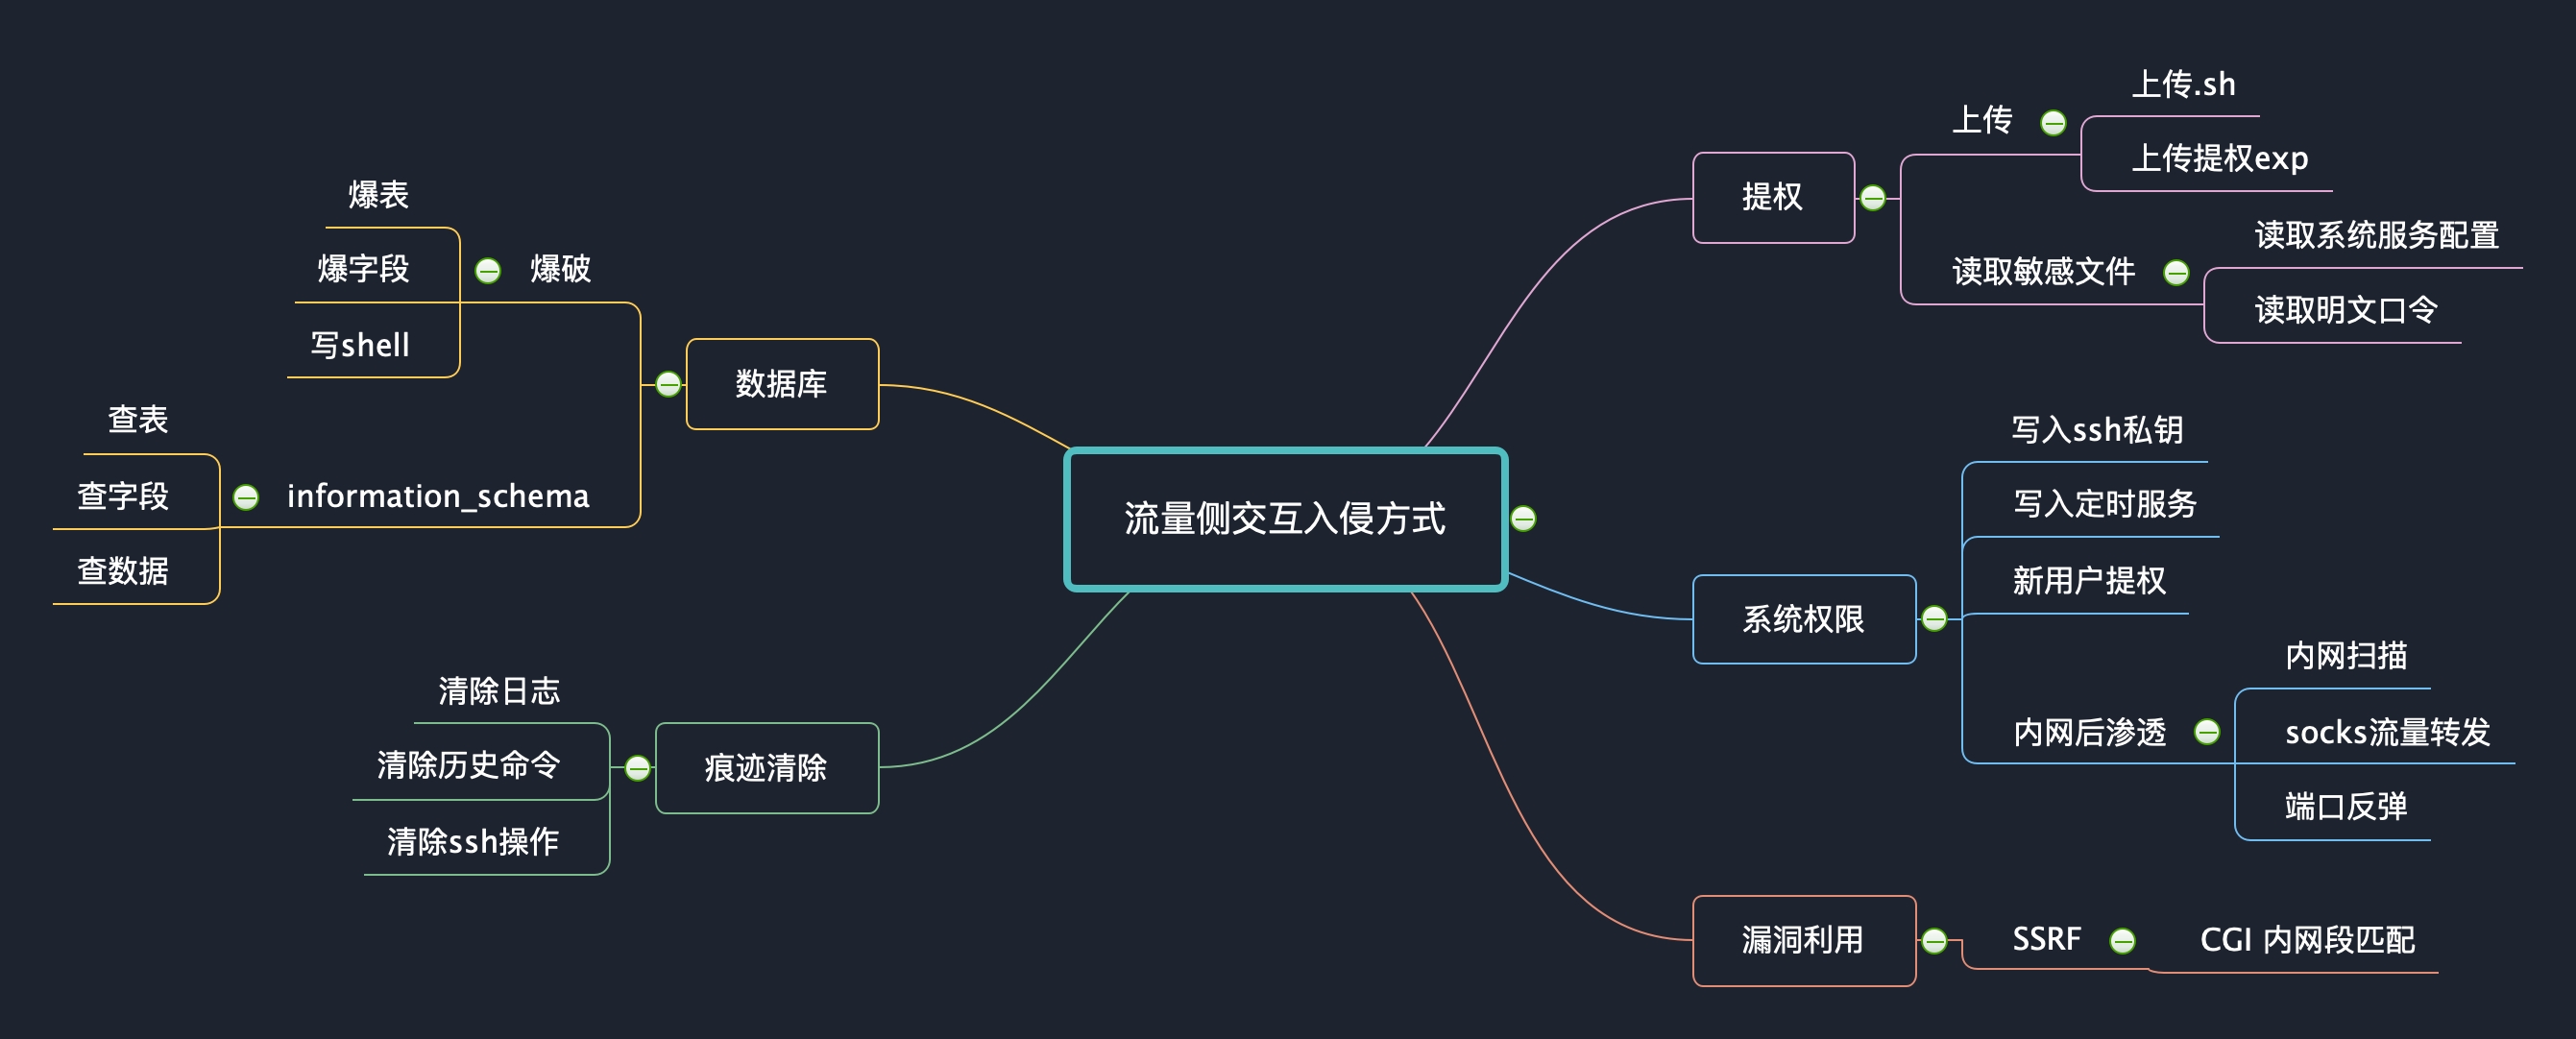 流量侧交互入侵方式
提权
上传
上传.sh
上传提权exp
读取敏感文件
读取系统服务配置
读取明文口令
系统权限
写入ssh私钥
写入定时服务
新用户提权
内网后渗透
内网扫描
socks流量转发
端口反弹
漏洞利用
SSRF
CGI 内网段匹配
数据库
爆破
爆表
爆字段
写shell
information_schema
查表
查字段
查数据
痕迹清除
清除日志
清除历史命令
清除ssh操作